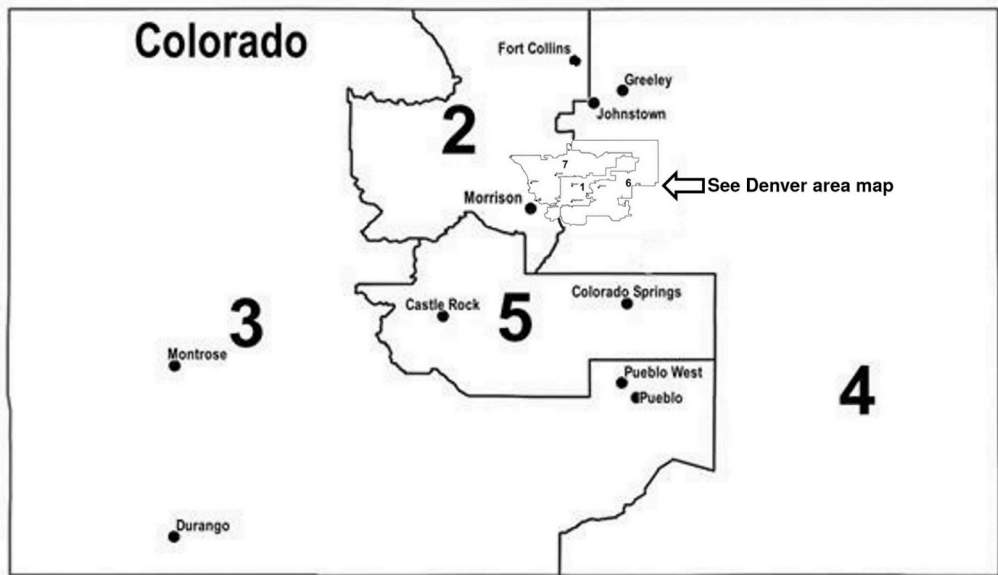 Colorado
Fort Collins
Greeley
Johnstown
2
7
1
6
See Denver area map
Morrison
3
Castle Rock
5
Colorado Springs
Montrose
Pueblo West
Pueblo
4
Durango